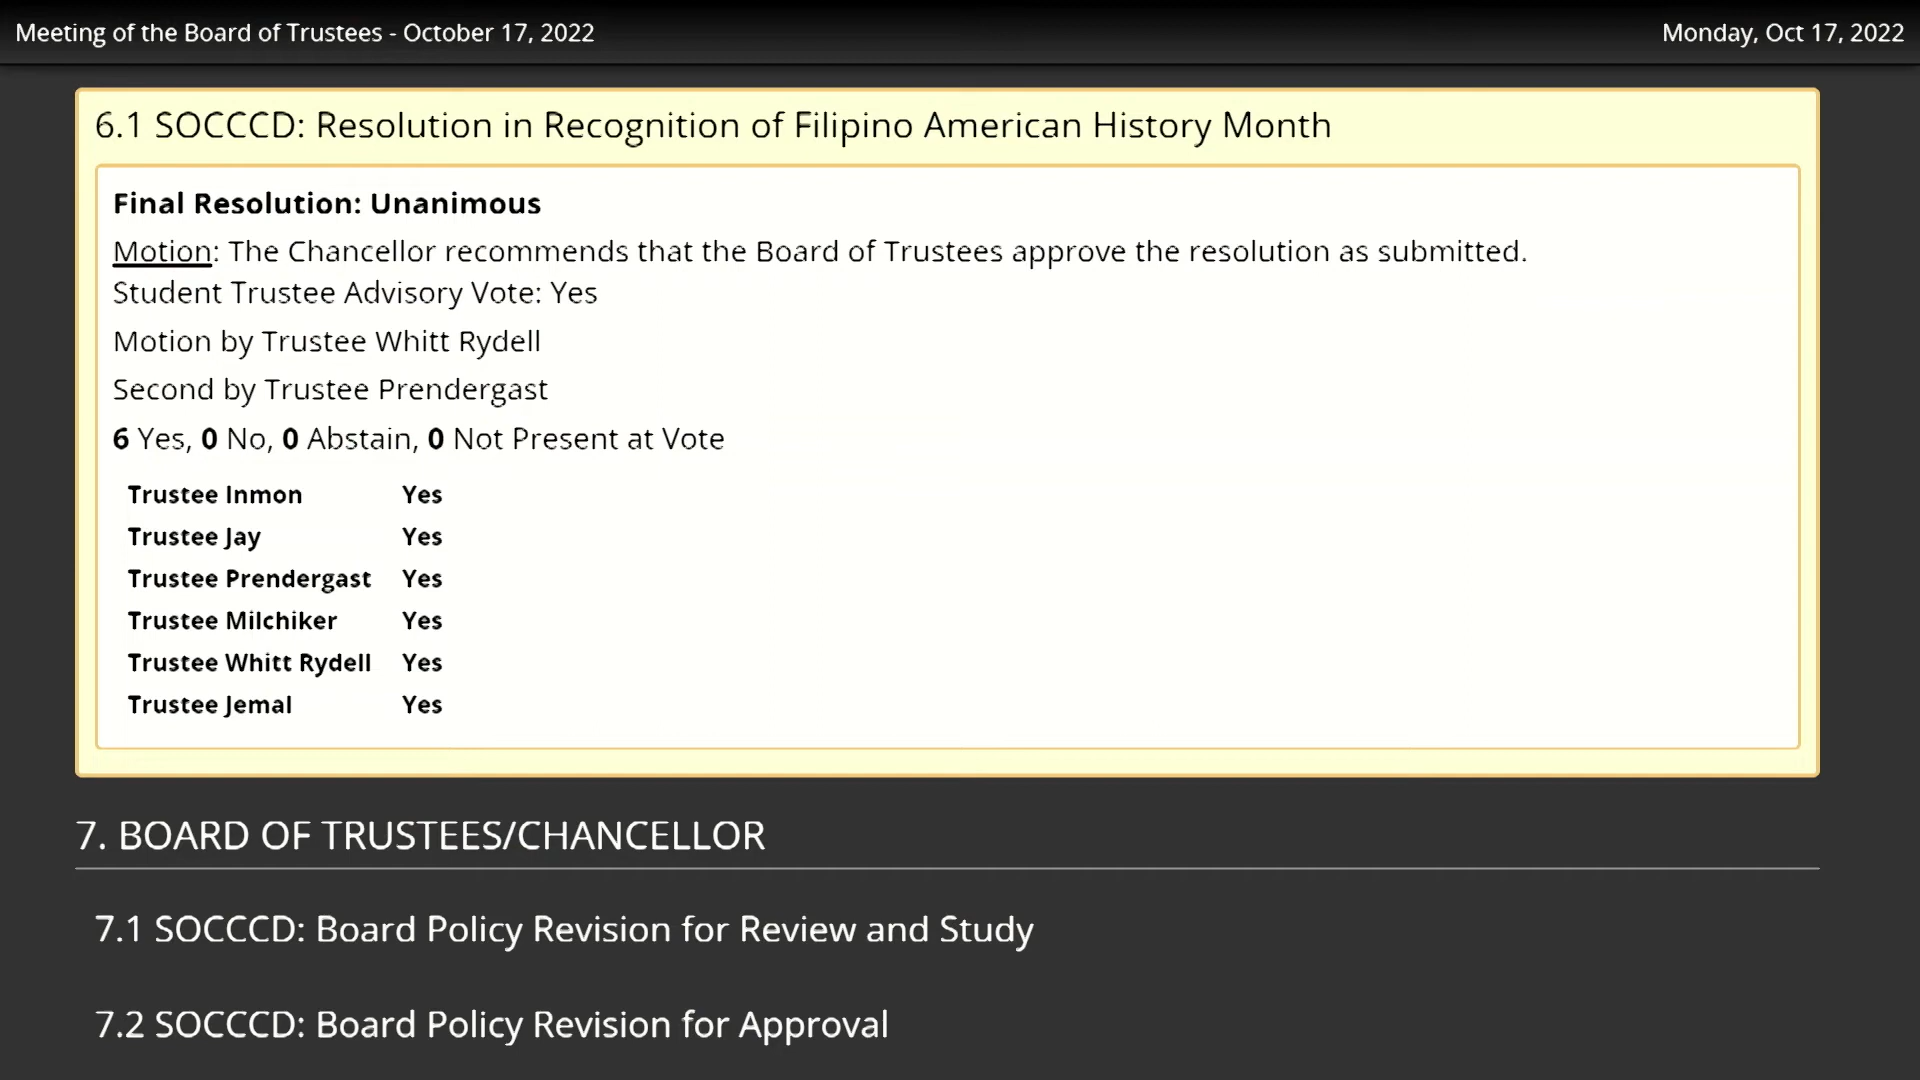 Meeting of the Board of Trustees - October 17, 2022
Monday, Oct 17, 2022
6.1 SOCCCD: Resolution in Recognition of Filipino American History Month
Final Resolution: Unanimous
Motion: The Chancellor recommends that the Board of Trustees approve the resolution as submitted.
Student Trustee Advisory Vote: Yes
Motion by Trustee Whitt Rydell
Second by Trustee Prendergast
6 Yes, 0 No, 0 Abstain, 0 Not Present at Vote
Trustee Inmon Yes
Trustee Jay Yes
Trustee Prendergast Yes
Trustee Milchiker Yes
Trustee Whitt Rydell Yes
Trustee Jemal Yes
7. BOARD OF TRUSTEES/CHANCELLOR
7.1 SOCCCD: Board Policy Revision for Review and Study
7.2 SOCCCD: Board Policy Revision for Approval